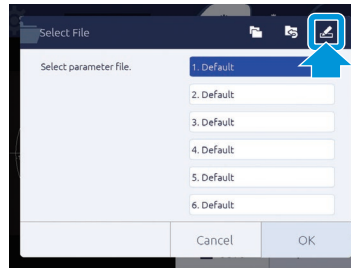 Select File
Select parameter file.
1. Default
2. Default
3. Default
4. Default
5. Default
6. Default
Cancel
OK